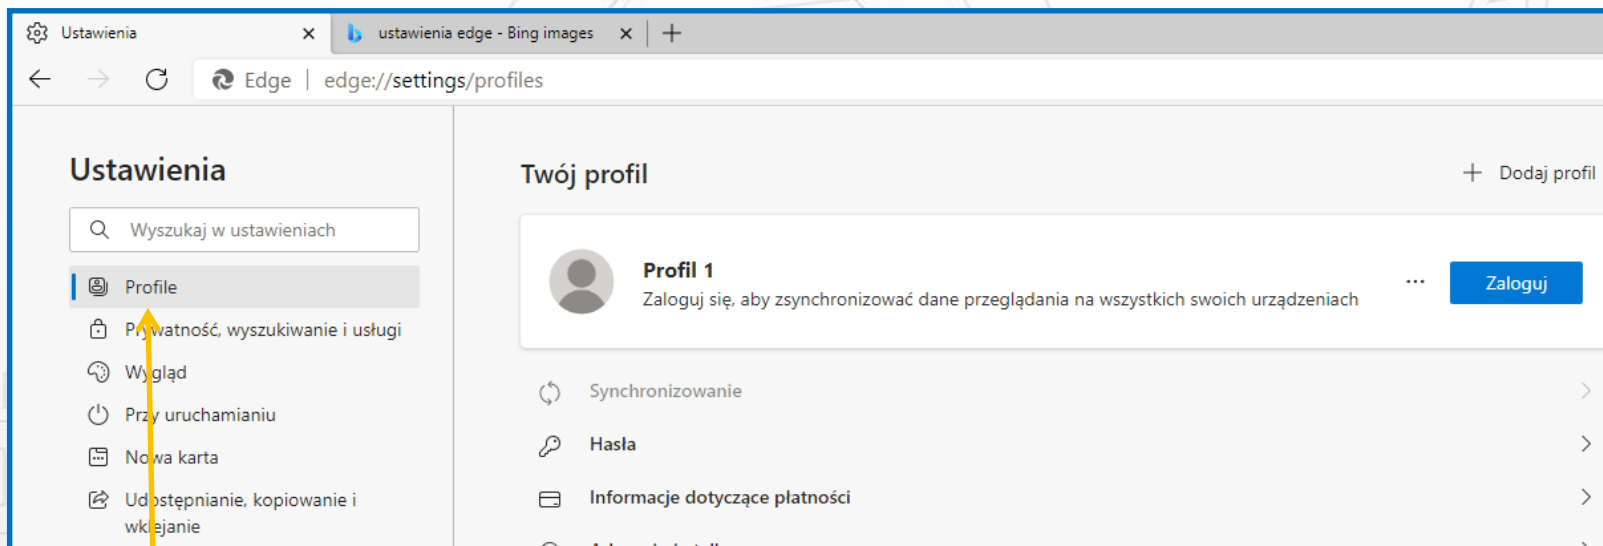 Ustawienia
ustawienia edge - Bing images
Edge | edge://settings/profiles
Ustawienia
Wyszukaj w ustawieniach
Profile
Prywatność, wyszukiwanie i usługi
Wygląd
Przy uruchamianiu
Nowa karta
Udostępnianie, kopiowanie i
wklejanie
Twój profil
Dodaj profil
Profil 1
Zaloguj się, aby zsynchronizować dane przeglądania na wszystkich swoich urządzeniach
Zaloguj
Synchronizowanie
Hasła
Informacje dotyczące płatności